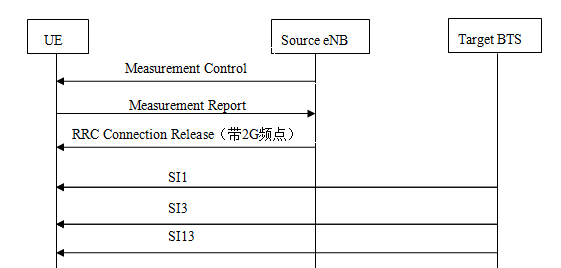 UE
Source eNB
Target BTS
Measurement Control
Measurement Report
RRC Connection Release（带2G频点）
SI1
SI3
SI13